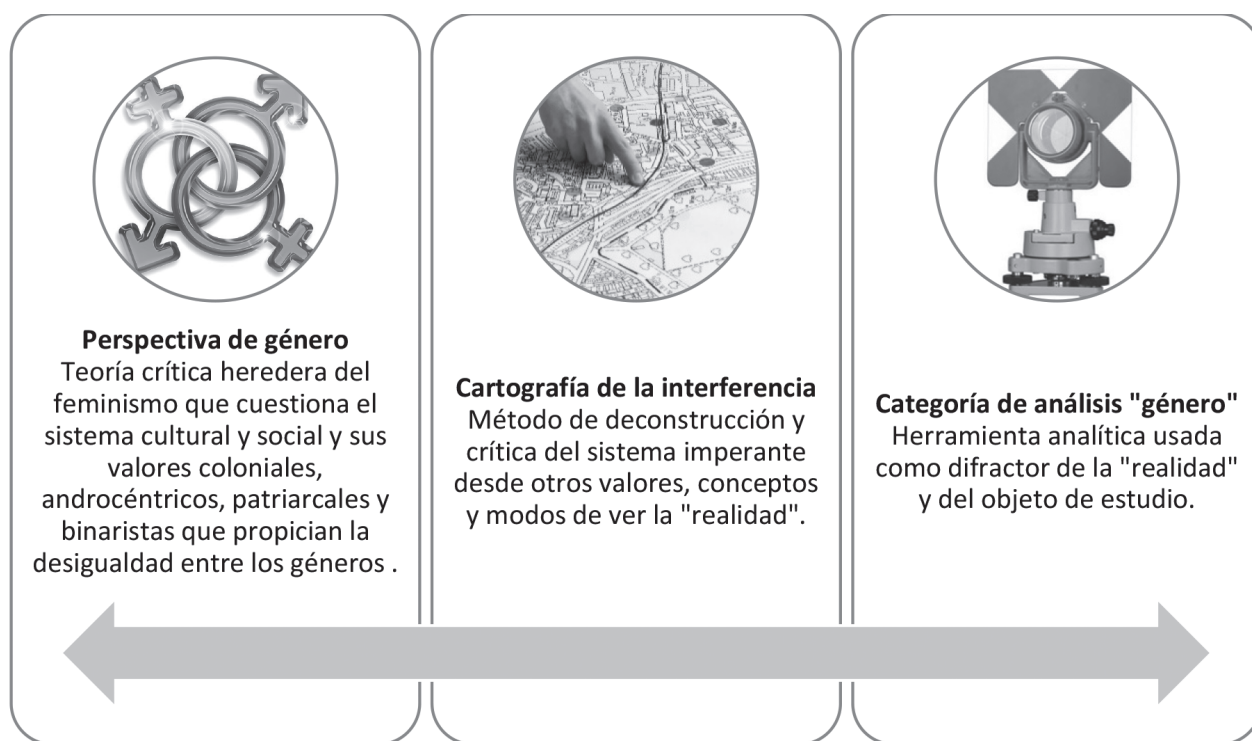 Perspectiva de género
Teoría crítica heredera del
feminismo que cuestiona el
sistema cultural y social y sus
valores coloniales,
androcéntricos, patriarcales y
binaristas que propician la
desigualdad entre los géneros .
Cartografía de la interferencia
Método de deconstrucción y
crítica del sistema imperante
desde otros valores, conceptos
y modos de ver la "realidad".
Categoría de análisis "género"
Herramienta analítica usada
como difractor de la "realidad"
y del objeto de estudio.